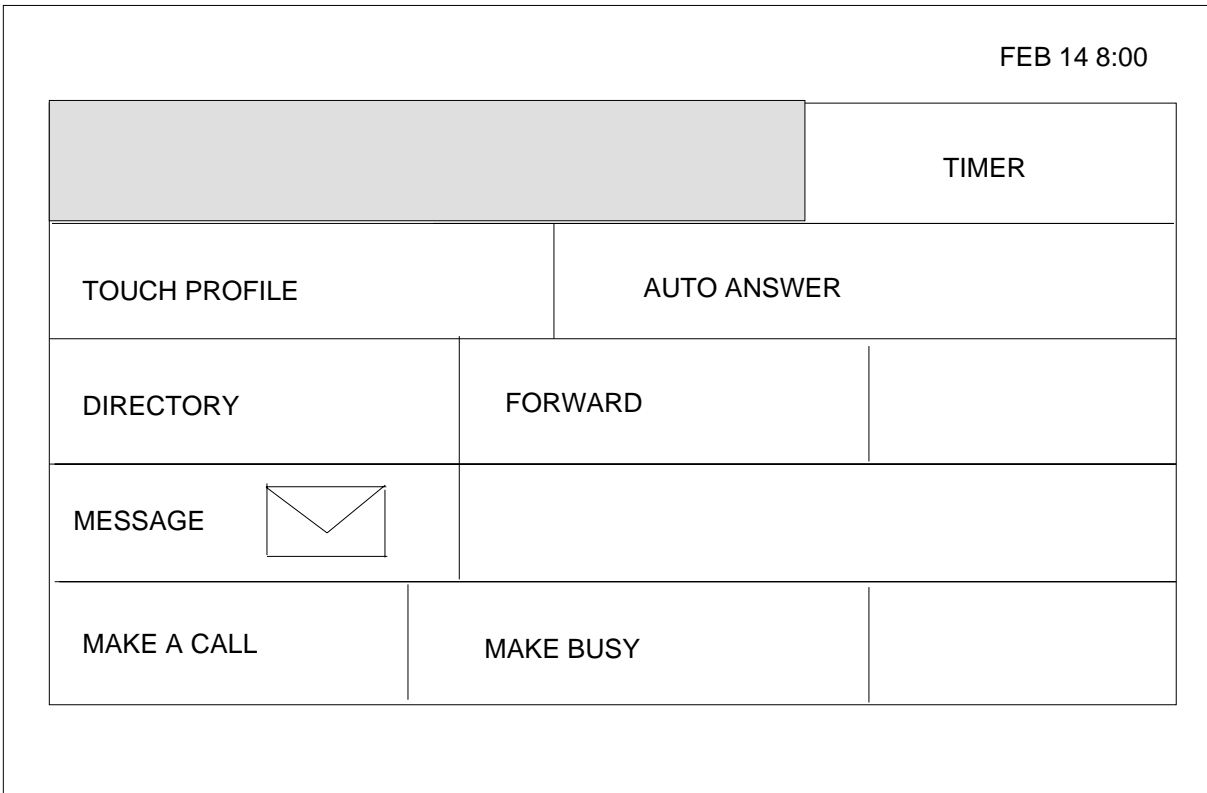 FEB 14 8:00
TIMER
TOUCH PROFILE
AUTO ANSWER
DIRECTORY
FORWARD
MESSAGE
MAKE A CALL
MAKE BUSY